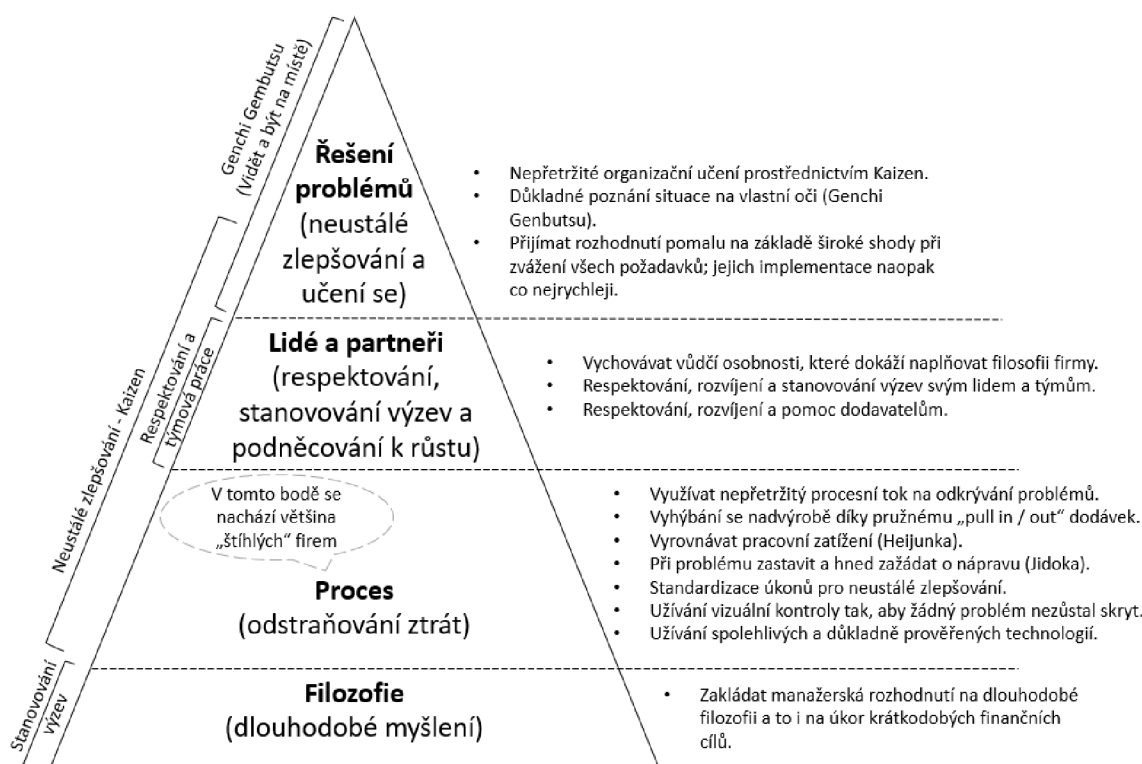 Genchi Gembutsu
(Vidět a být na místě)
Řešení
problémů
(neustálé
zlepšování a
učení se)
• Nepřetržité organizační učení prostřednictvím Kaizen.
• Důkladné poznání situace na vlastní oči (Genchi
Genbutsu).
• Přijímat rozhodnutí pomalu na základě široké shody při
zvážení všech požadavků; jejich implementace naopak
co nejrychleji.
Neustálé zlepšování - Kaizen
Respektování a
týmová práce
Lidé a partneři
(respektování,
stanovování výzev a
podněcování k růstu)
• Vychovávat vůdčí osobnosti, které dokáží naplňovat filosofii firmy.
• Respektování, rozvíjení a stanovování výzev svým lidem a týmům.
• Respektování, rozvíjení a pomoc dodavatelům.
V tomto bodě se
nachází většina
„štíhlých“ firem
Proces
(odstraňování ztrát)
• Využívat nepřetržitý procesní tok na odkrývání problémů.
• Vyhýbání se nadvýrobě díky pružnému „pull in / out“ dodávek.
• Vyrovnávat pracovní zatížení (Heijunka).
• Při problému zastavit a hned zažádat o nápravu (Jidoka).
• Standardizace úkonů pro neustálé zlepšování.
• Užívání vizuální kontroly tak, aby žádný problém nezůstal skryt.
• Užívání spolehlivých a důkladně prověřených technologií.
Stanovování
výzev
Filozofie
(dlouhodobé myšlení)
• Zakládat manažerská rozhodnutí na dlouhodobé
filozofii a to i na úkor krátkodobých finančních
cílů.